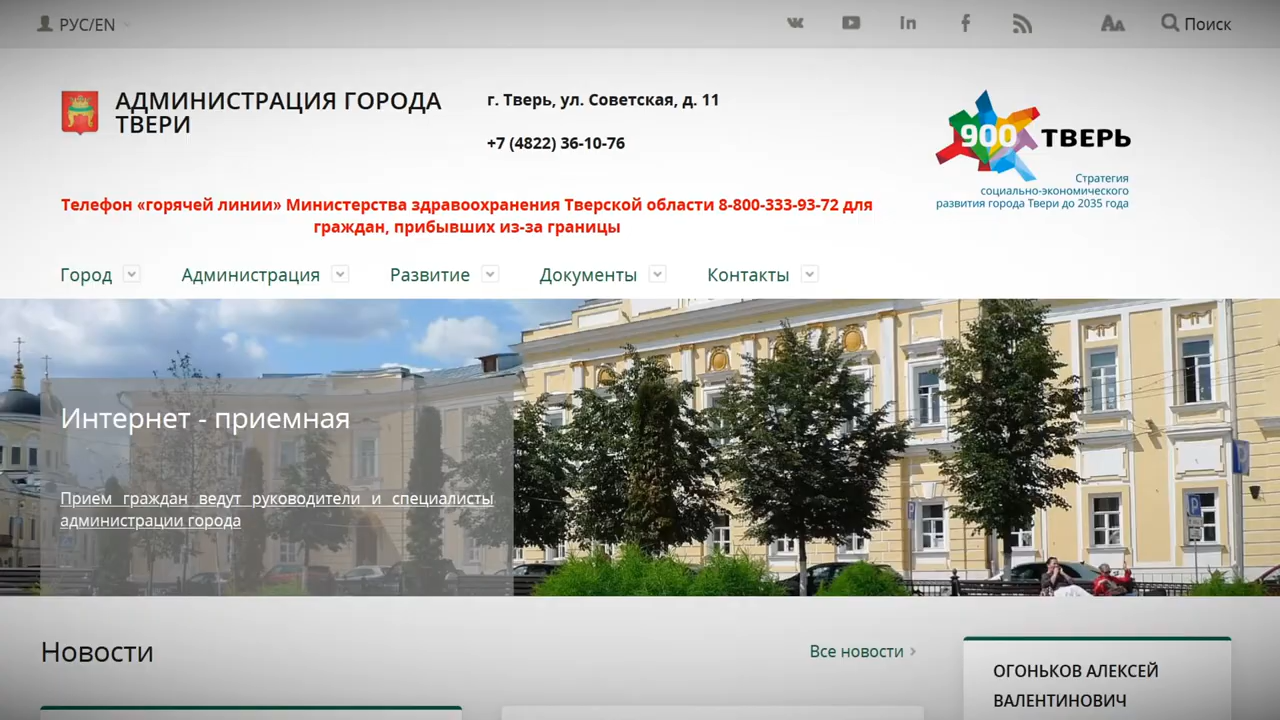 РУС/EN
Поиск
АДМИНИСТРАЦИЯ ГОРОДА
ТВЕРИ
г. Тверь, ул. Советская, д. 11
+7 (4822) 36-10-76
900 ТВЕРЬ
Стратегия
социально-экономического
развития города Твери до 2035 года
Телефон «горячей линии» Министерства здравоохранения Тверской области 8-800-333-93-72 для
граждан, прибывших из-за границы
Город
Администрация
Развитие
Документы
Контакты
Интернет - приемная
Прием граждан ведут руководители и специалисты
администрации города
Новости
Все новости
ОГОНЬКОВ АЛЕКСЕЙ
ВАЛЕНТИНОВИЧ